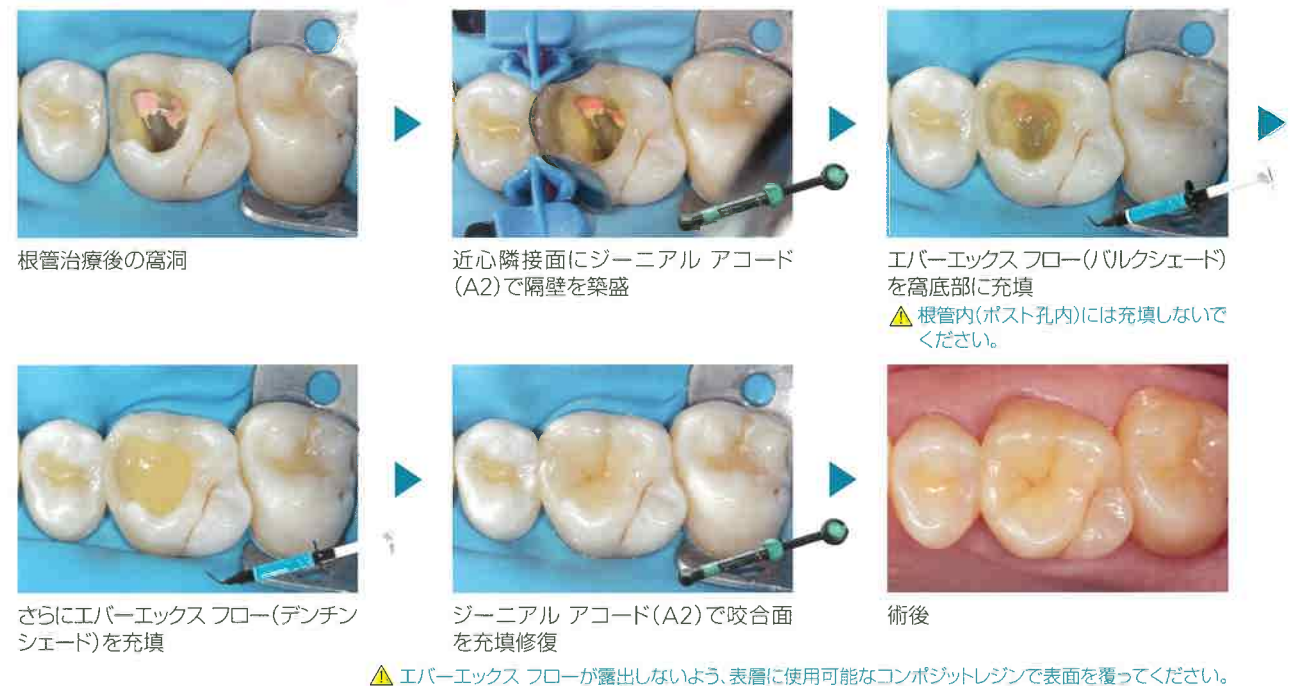 根管治療後の窩洞
近心隣接面にジーニアル アコード
(A2)で隔壁を築盛
エバーエックス フロー(バルクシェード)
を窩底部に充填
根管内(ポスト孔内)には充填しないで
ください。
さらにエバーエックス フロー(デンチン
シェード)を充填
ジーニアル アコード(A2)で咬合面
を充填修復
術後
エバーエックス フローが露出しないよう、表層に使用可能なコンポジットレジンで表面を覆ってください。